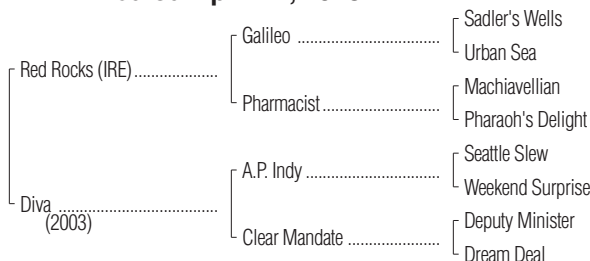 Sadler's Wells
Galileo ................................
Urban Sea
Red Rocks (IRE) ...................
Machiavellian
Pharmacist ..........................
Pharaoh's Delight
Seattle Slew
A.P. Indy ..............................
Weekend Surprise
Diva ....................................
(2003)
Deputy Minister
Clear Mandate .....................
Dream Deal